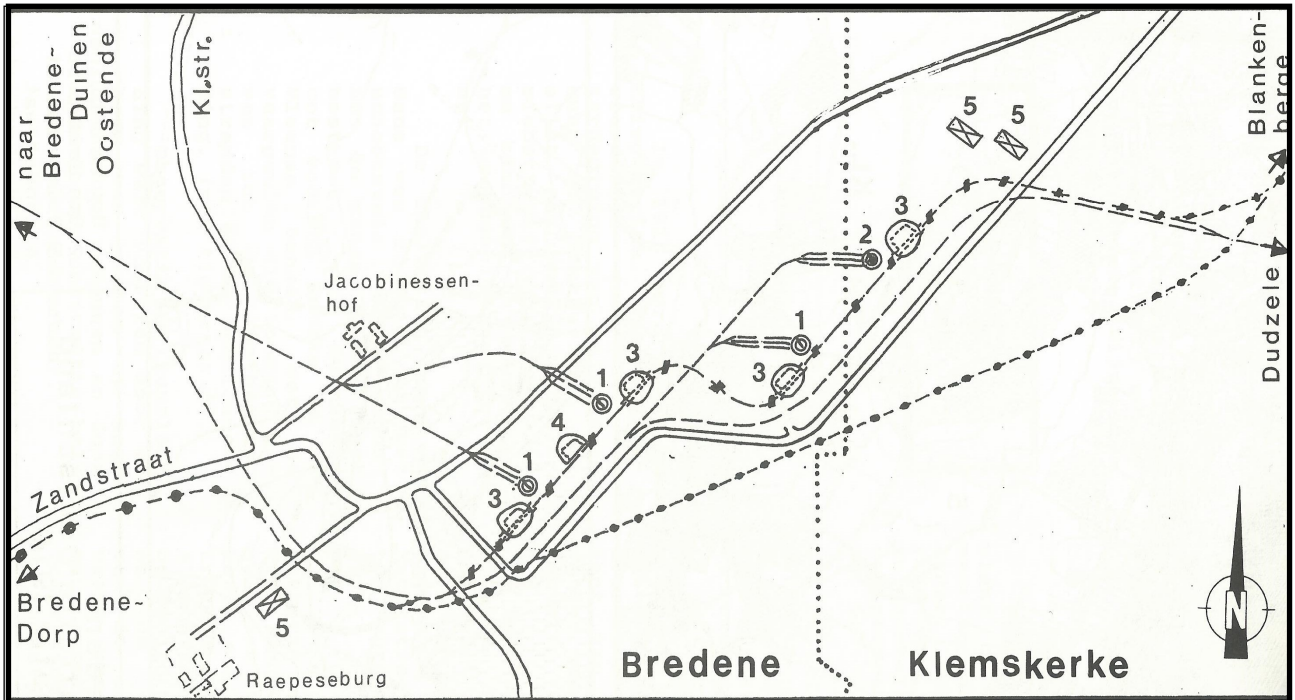 naar
Bredene-
Duinen
Oostende
Kl.str.
Blanken-
berge
5
5
3
2
Jacobinessen-
hof
1
3
3
1
4
Dudzele
Zandstraat
1
3
Bredene-
Dorp
5
Raepeseburg
Bredene
Klemskerke
N